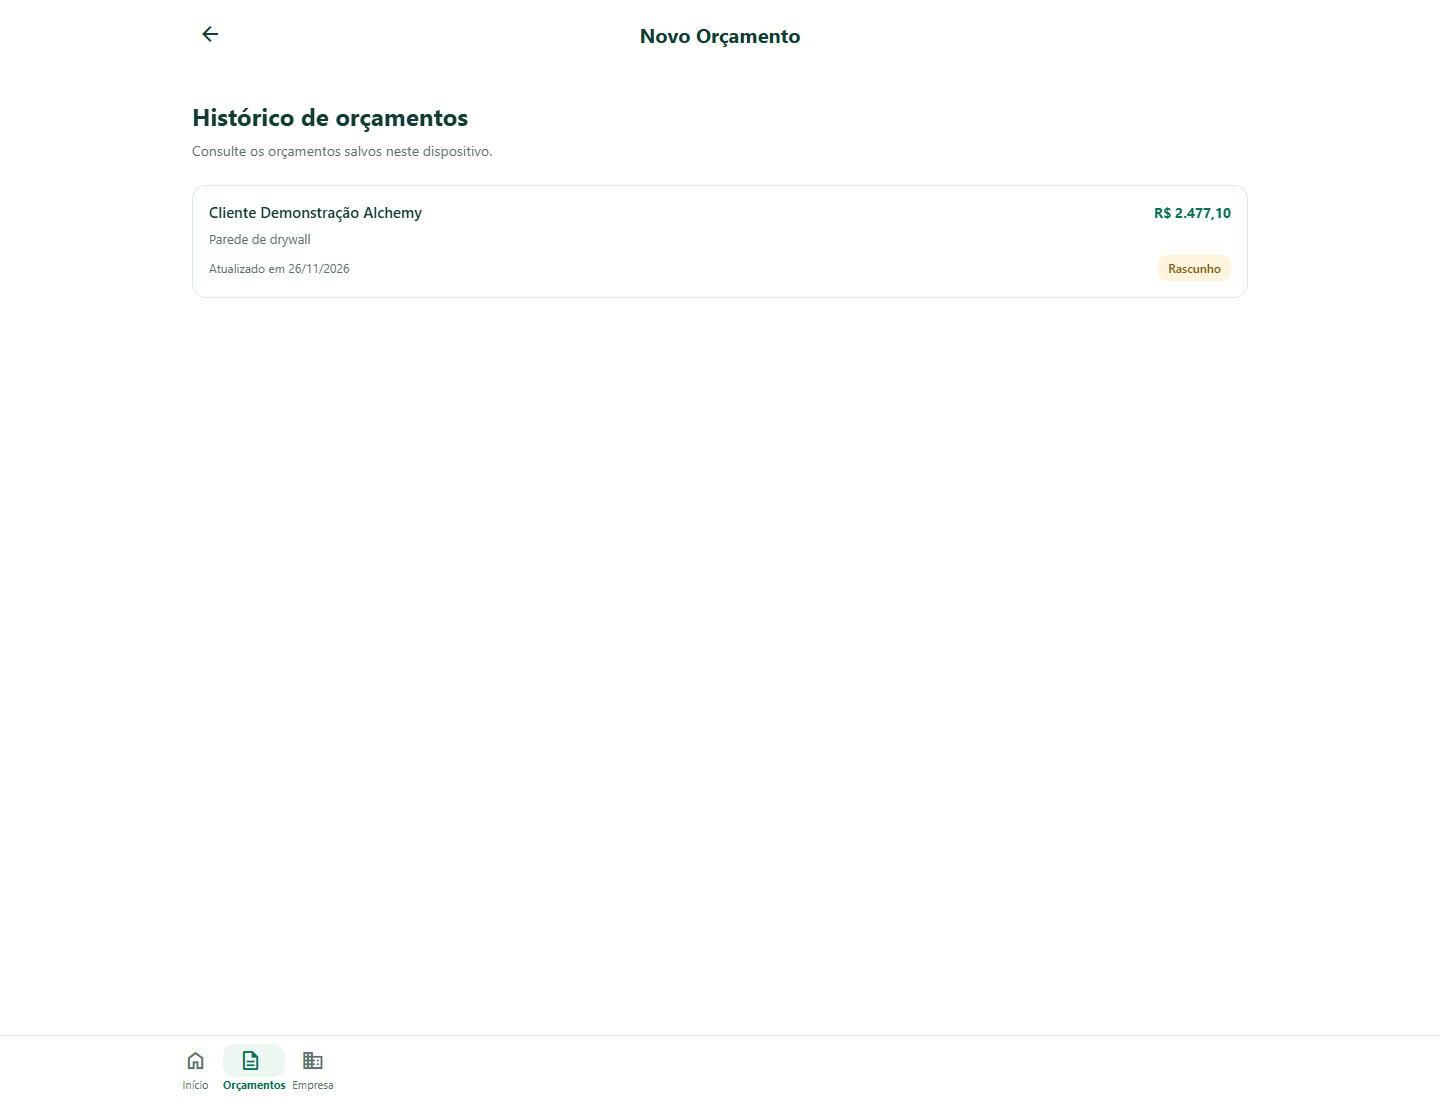 Novo Orçamento
Histórico de orçamentos
Consulte os orçamentos salvos neste dispositivo.
Cliente Demonstração Alchemy
R$ 2.477,10
Parede de drywall
Atualizado em 26/11/2026
Rascunho
Início
Orçamentos
Empresa